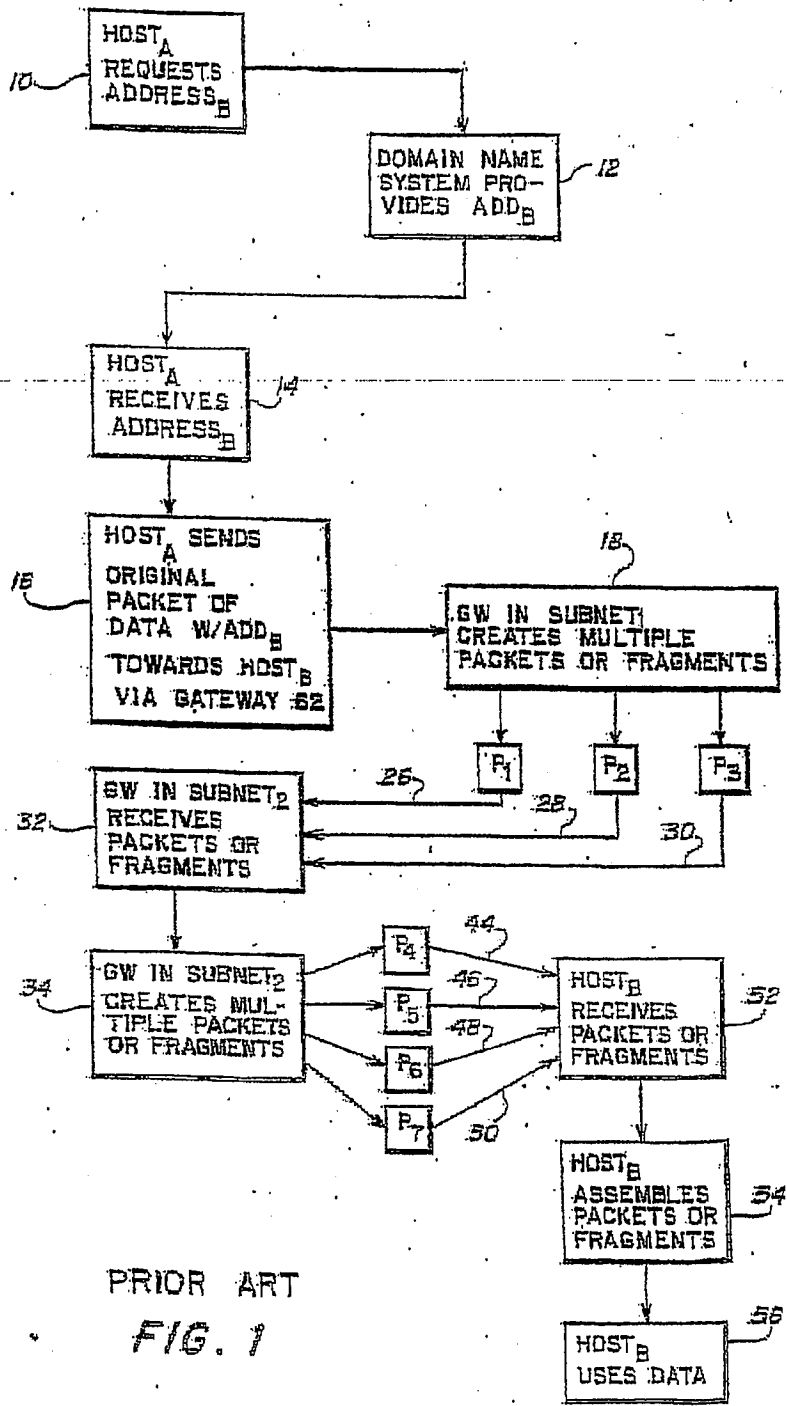 HOST_A
REQUESTS
ADDRESS_B
10
DOMAIN NAME
SYSTEM PRO-
VIDES ADD_B
12
HOST_A
RECEIVES
ADDRESS_B
14
HOST_A SENDS
ORIGINAL
PACKET OF
DATA W/ADD_B
TOWARDS HOST_B
VIA GATEWAY 62
16
18
GW IN SUBNET_1
CREATES MULTIPLE
PACKETS OR FRAGMENTS
P_1
P_2
P_3
26
28
30
GW IN SUBNET_2
RECEIVES
PACKETS OR
FRAGMENTS
32
GW IN SUBNET_2
CREATES MUL-
TIPLE PACKETS
OR FRAGMENTS
34
P_4
P_5
P_6
P_7
44
46
48
50
HOST_B
RECEIVES
PACKETS OR
FRAGMENTS
52
HOST_B
ASSEMBLES
PACKETS OR
FRAGMENTS
54
HOST_B
USES DATA
56
PRIOR ART
FIG. 1